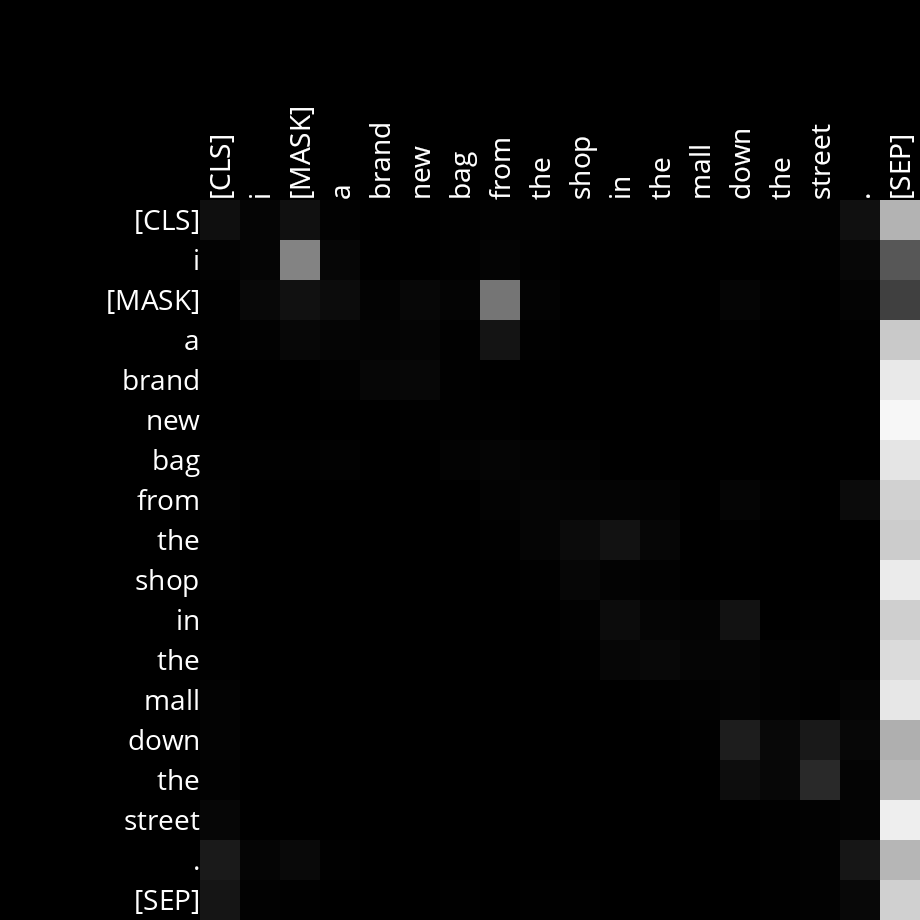 [CLS] i [MASK] a brand new bag from the shop in the mall down the street . [SEP]
[CLS]
i
[MASK]
a
brand
new
bag
from
the
shop
in
the
mall
down
the
street
.
[SEP]